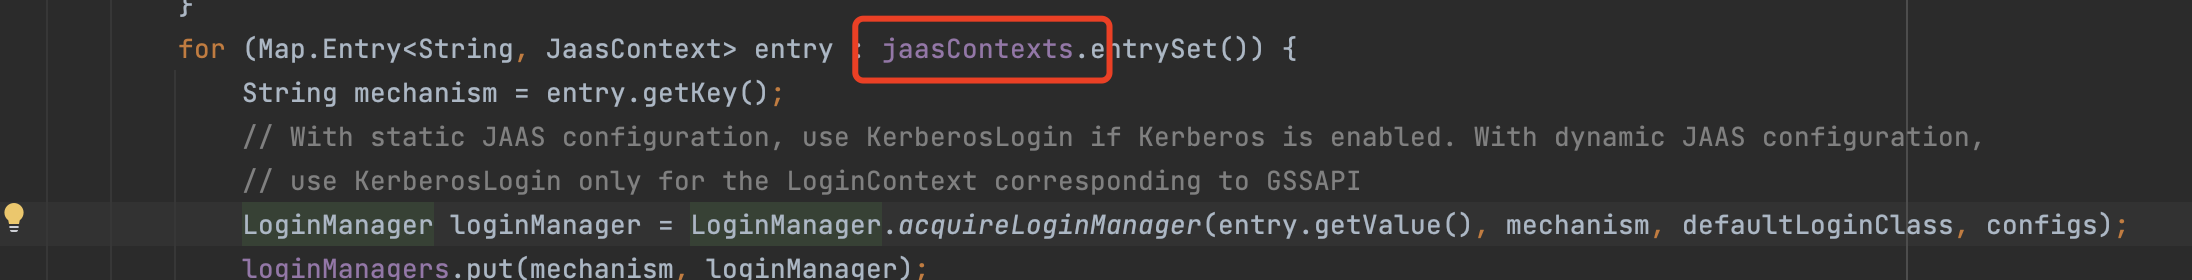 }
for (Map.Entry<String, JaasContext> entry : jaasContexts.entrySet()) {
String mechanism = entry.getKey();
// With static JAAS configuration, use KerberosLogin if Kerberos is enabled. With dynamic JAAS configuration,
// use KerberosLogin only for the LoginContext corresponding to GSSAPI
LoginManager loginManager = LoginManager.acquireLoginManager(entry.getValue(), mechanism, defaultLoginClass, configs);
loginManagers.put(mechanism, loginManager);